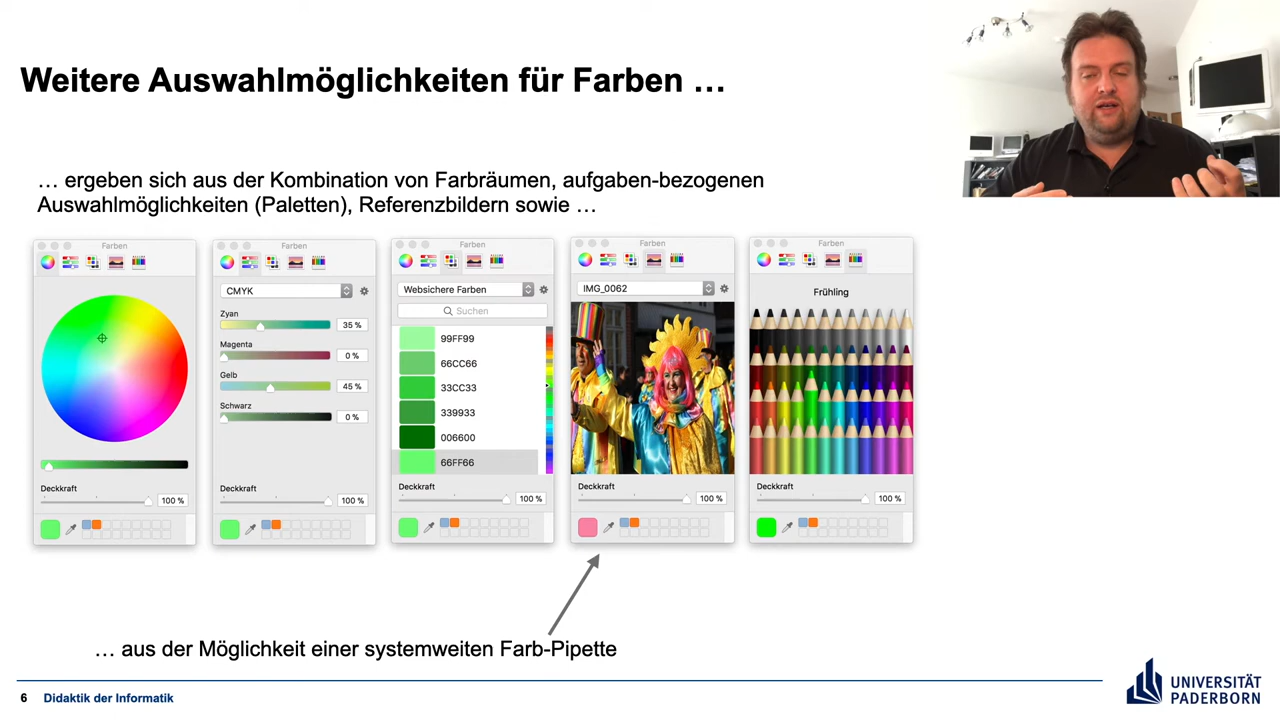 Weitere Auswahlmöglichkeiten für Farben …
… ergeben sich aus der Kombination von Farbräumen, aufgaben-bezogenen
Auswahlmöglichkeiten (Paletten), Referenzbildern sowie …
Farben
Deckkraft
100 %
Farben
CMYK
Zyan
35 %
Magenta
0 %
Gelb
45 %
Schwarz
0 %
Deckkraft
100 %
Farben
Websichere Farben
Suchen
99FF99
66CC66
33CC33
339933
006600
66FF66
Deckkraft
100 %
Farben
IMG_0062
Deckkraft
100 %
Farben
Frühling
Deckkraft
100 %
… aus der Möglichkeit einer systemweiten Farb-Pipette
6 Didaktik der Informatik
UNIVERSITÄT
PADERBORN